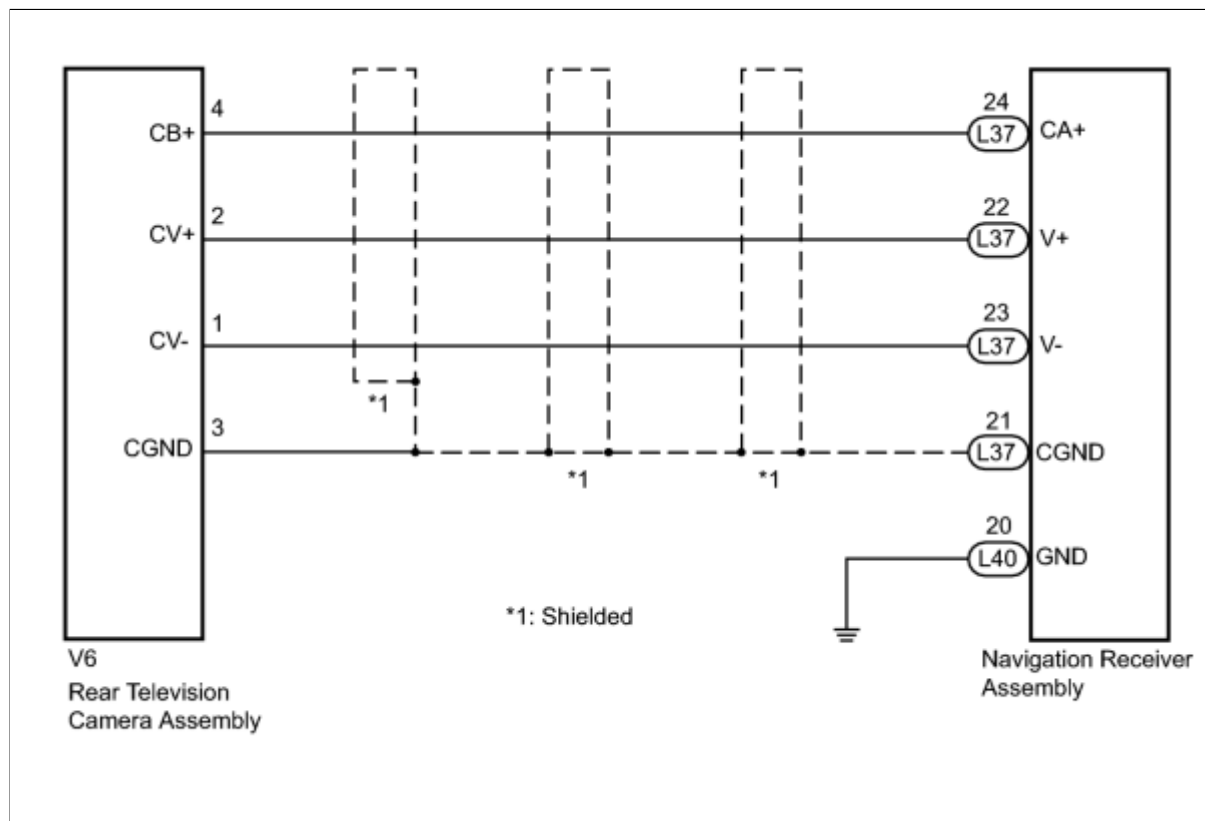 4
CB+
24
L37
CA+
2
CV+
22
L37
V+
1
CV-
23
L37
V-
*1
3
CGND
21
L37
CGND
*1
*1
20
L40
GND
*1: Shielded
V6
Rear Television
Camera Assembly
Navigation Receiver
Assembly